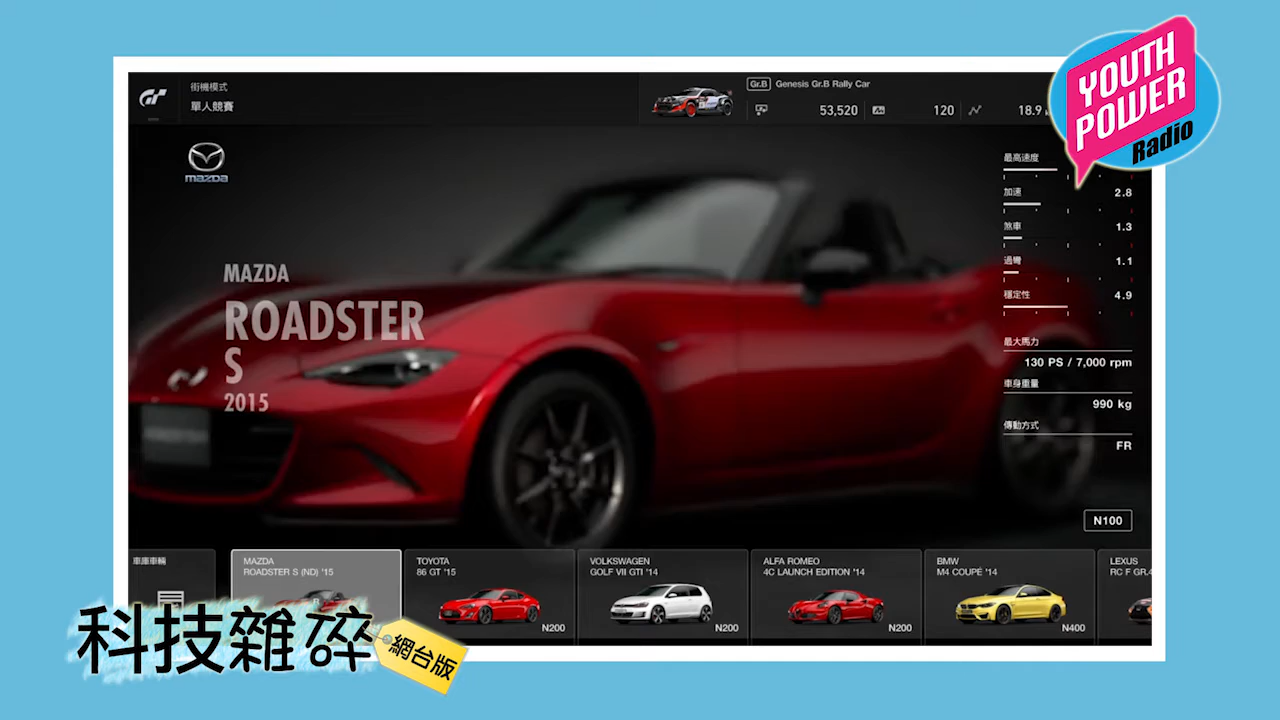 街機模式
單人競賽
Gr.B Genesis Gr.B Rally Car
53,520 120 18.9
YOUTH
POWER
Radio
mazda
MAZDA
ROADSTER
S
2015
最高速度
加速 2.8
煞車 1.3
過彎 1.1
穩定性 4.9
最大馬力
130 PS / 7,000 rpm
車身重量
990 kg
傳動方式
FR
N100
車庫車輛
MAZDA
ROADSTER S (ND) '15
TOYOTA
86 GT '15
N200
VOLKSWAGEN
GOLF VII GTI '14
N200
ALFA ROMEO
4C LAUNCH EDITION '14
N200
BMW
M4 COUPÉ '14
N400
LEXUS
RC F GR.4
科技雜碎
網台版